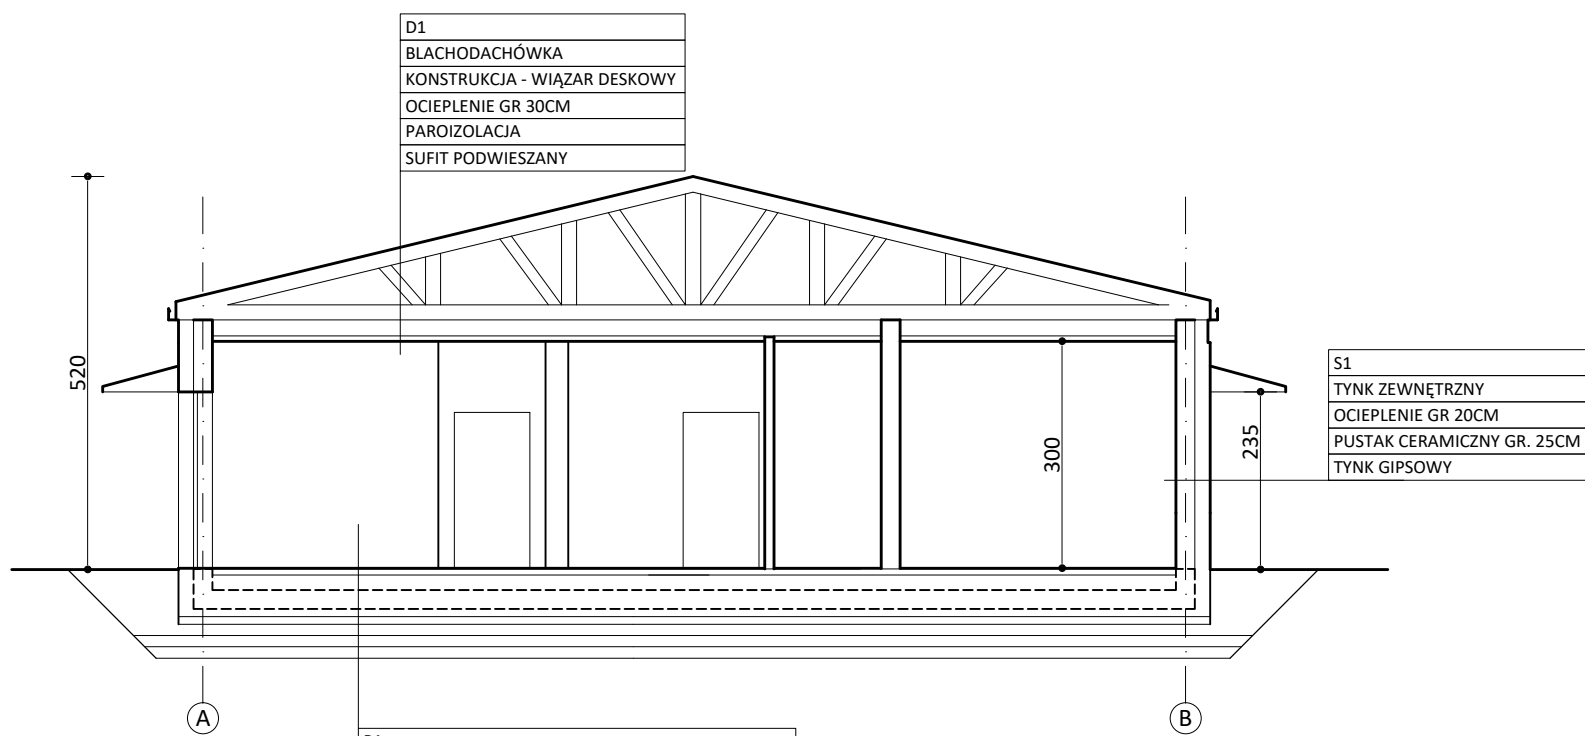 D1
BLACHODACHÓWKA
KONSTRUKCJA - WIĄZAR DESKOWY
OCIEPLENIE GR 30CM
PAROIZOLACJA
SUFIT PODWIESZANY
520
S1
TYNK ZEWNĘTRZNY
OCIEPLENIE GR 20CM
PUSTAK CERAMICZNY GR. 25CM
TYNK GIPSOWY
300
235
A
B